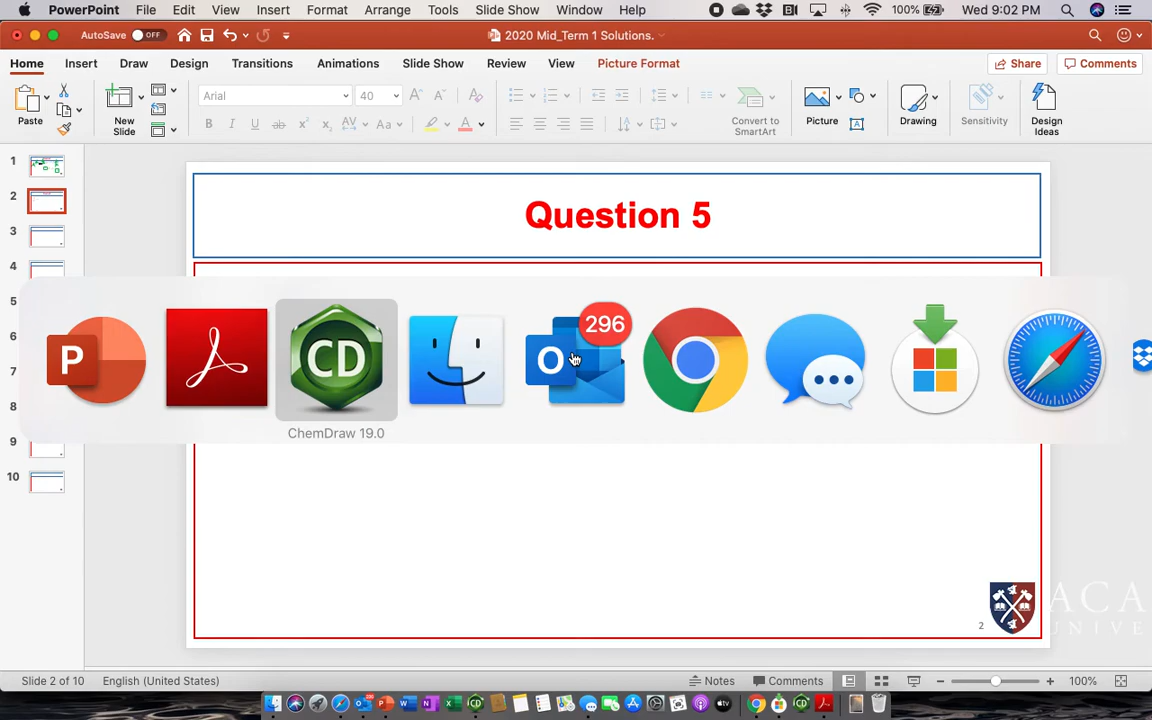 PowerPoint File Edit View Insert Format Arrange Tools Slide Show Window Help 100% Wed 9:02 PM
AutoSave OFF 2020 Mid_Term 1 Solutions.
Home Insert Draw Design Transitions Animations Slide Show Review View Picture Format Share Comments
Arial 40
Paste New Slide Convert to SmartArt Picture Drawing Sensitivity Design Ideas
1
2
3
4
5
6
7
8
9
10
Question 5
P CD O 296
ChemDraw 19.0
2
ACA
UNIVE
Slide 2 of 10 English (United States) Notes Comments 100%